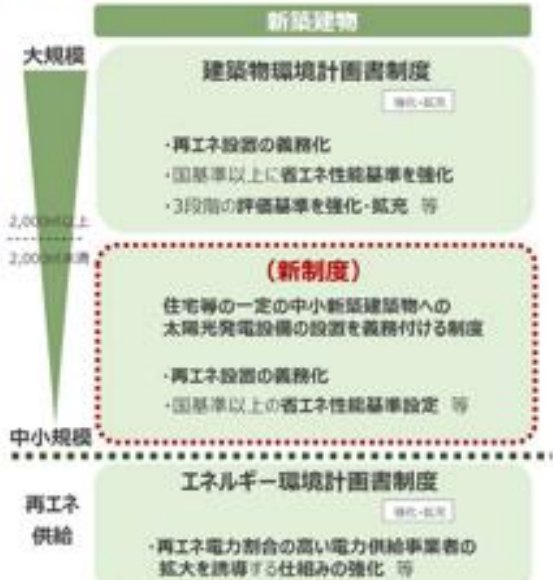 新築建物
大規模
建築物環境計画書制度
強化・拡充
・再エネ設置の義務化
・国基準以上に省エネ性能基準を強化
・3段階の評価基準を強化・拡充 等
2,000㎡以上
2,000㎡未満
(新制度)
住宅等の一定の中小新築建築物への
太陽光発電設備の設置を義務付ける制度
・再エネ設置の義務化
・国基準以上の省エネ性能基準設定 等
中小規模
エネルギー環境計画書制度
強化・拡充
再エネ
供給
・再エネ電力割合の高い電力供給事業者の
拡大を誘導する仕組みの強化 等